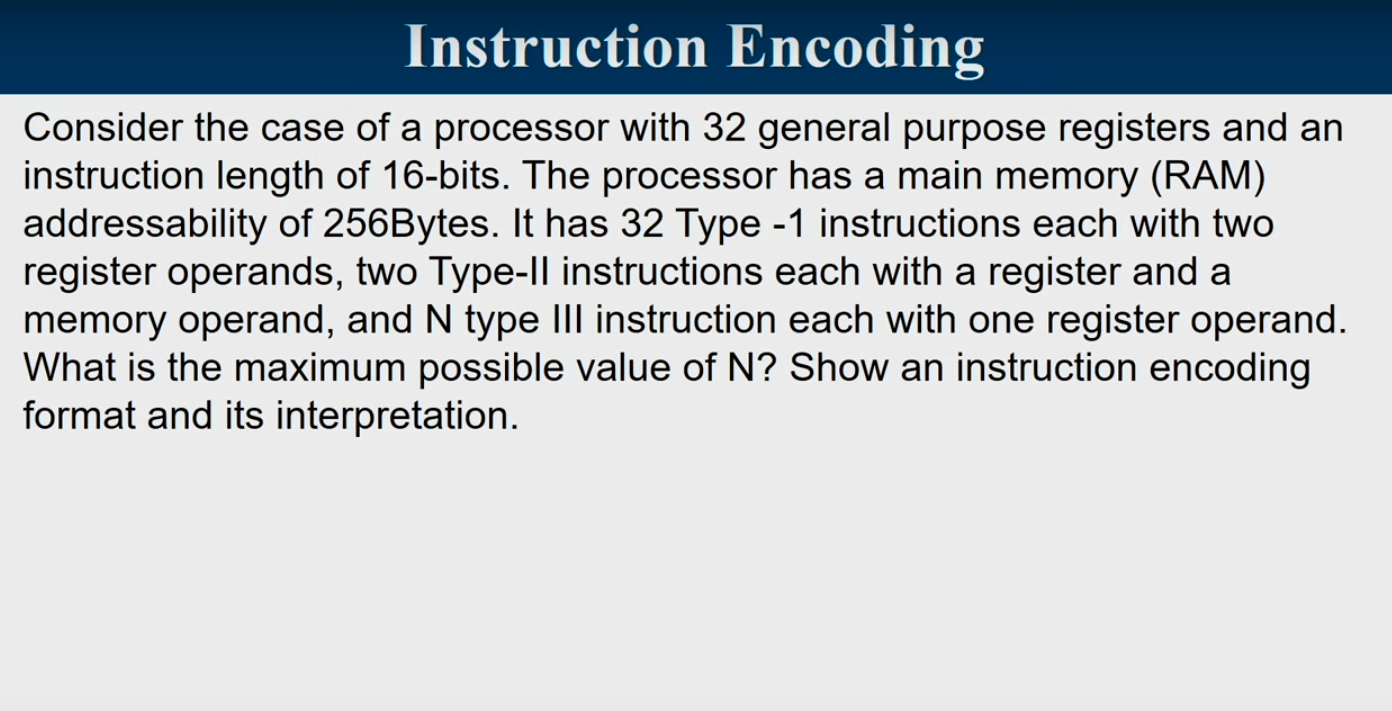 Instruction Encoding
Consider the case of a processor with 32 general purpose registers and an
instruction length of 16-bits. The processor has a main memory (RAM)
addressability of 256Bytes. It has 32 Type -1 instructions each with two
register operands, two Type-II instructions each with a register and a
memory operand, and N type III instruction each with one register operand.
What is the maximum possible value of N? Show an instruction encoding
format and its interpretation.